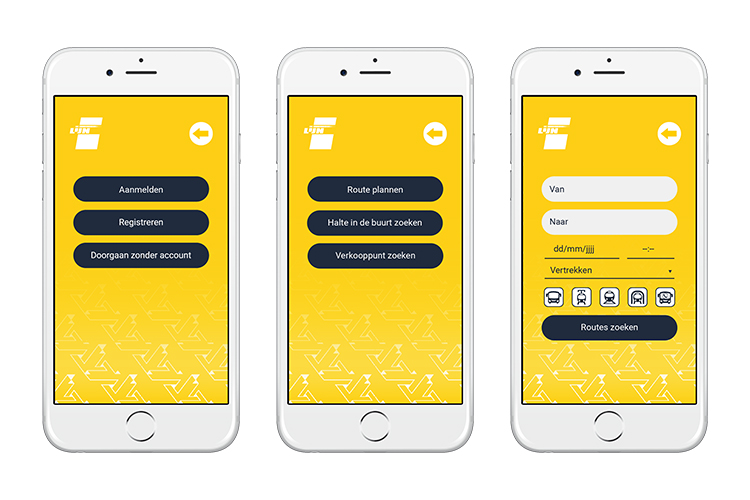 LIJN
Aanmelden
Registreren
Doorgaan zonder account
LIJN
Route plannen
Halte in de buurt zoeken
Verkooppunt zoeken
LIJN
Van
Naar
dd/mm/jjjj --:--
Vertrekken
Routes zoeken